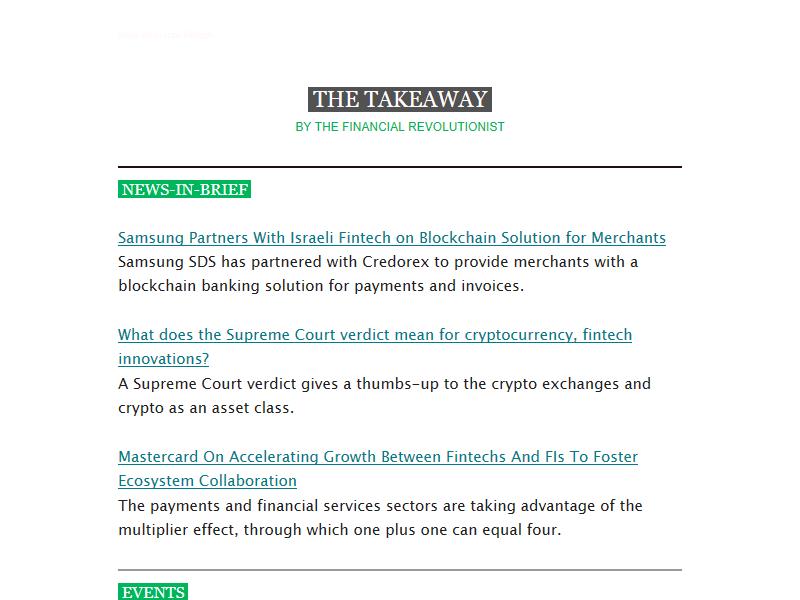 THE TAKEAWAY
BY THE FINANCIAL REVOLUTIONIST
NEWS-IN-BRIEF
Samsung Partners With Israeli Fintech on Blockchain Solution for Merchants
Samsung SDS has partnered with Credorex to provide merchants with a
blockchain banking solution for payments and invoices.
What does the Supreme Court verdict mean for cryptocurrency, fintech
innovations?
A Supreme Court verdict gives a thumbs-up to the crypto exchanges and
crypto as an asset class.
Mastercard On Accelerating Growth Between Fintechs And FIs To Foster
Ecosystem Collaboration
The payments and financial services sectors are taking advantage of the
multiplier effect, through which one plus one can equal four.
EVENTS